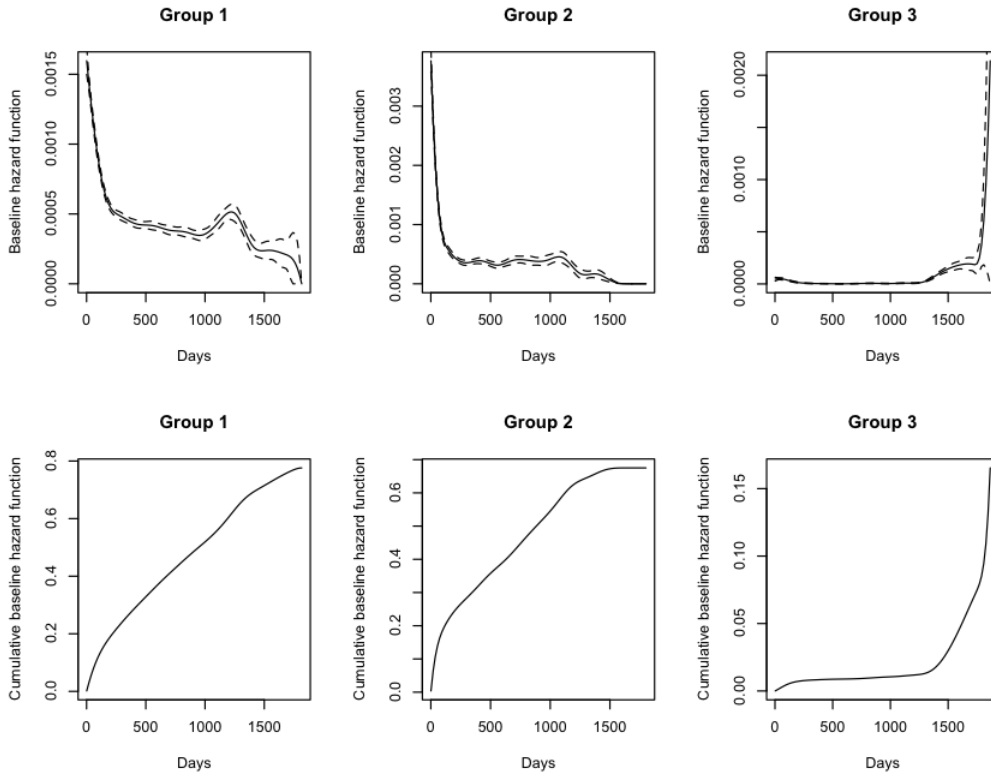 Group 1
Group 2
Group 3
Baseline hazard function
0.0000 0.0005 0.0010 0.0015
0 500 1000 1500
Days
Baseline hazard function
0.000 0.001 0.002 0.003
0 500 1000 1500
Days
Baseline hazard function
0.0000 0.0010 0.0020
0 500 1500
Days
Group 1
Group 2
Group 3
Cumulative baseline hazard function
0.0 0.2 0.4 0.6 0.8
0 500 1000 1500
Days
Cumulative baseline hazard function
0.0 0.2 0.4 0.6
0 500 1000 1500
Days
Cumulative baseline hazard function
0.00 0.05 0.10 0.15
0 500 1500
Days